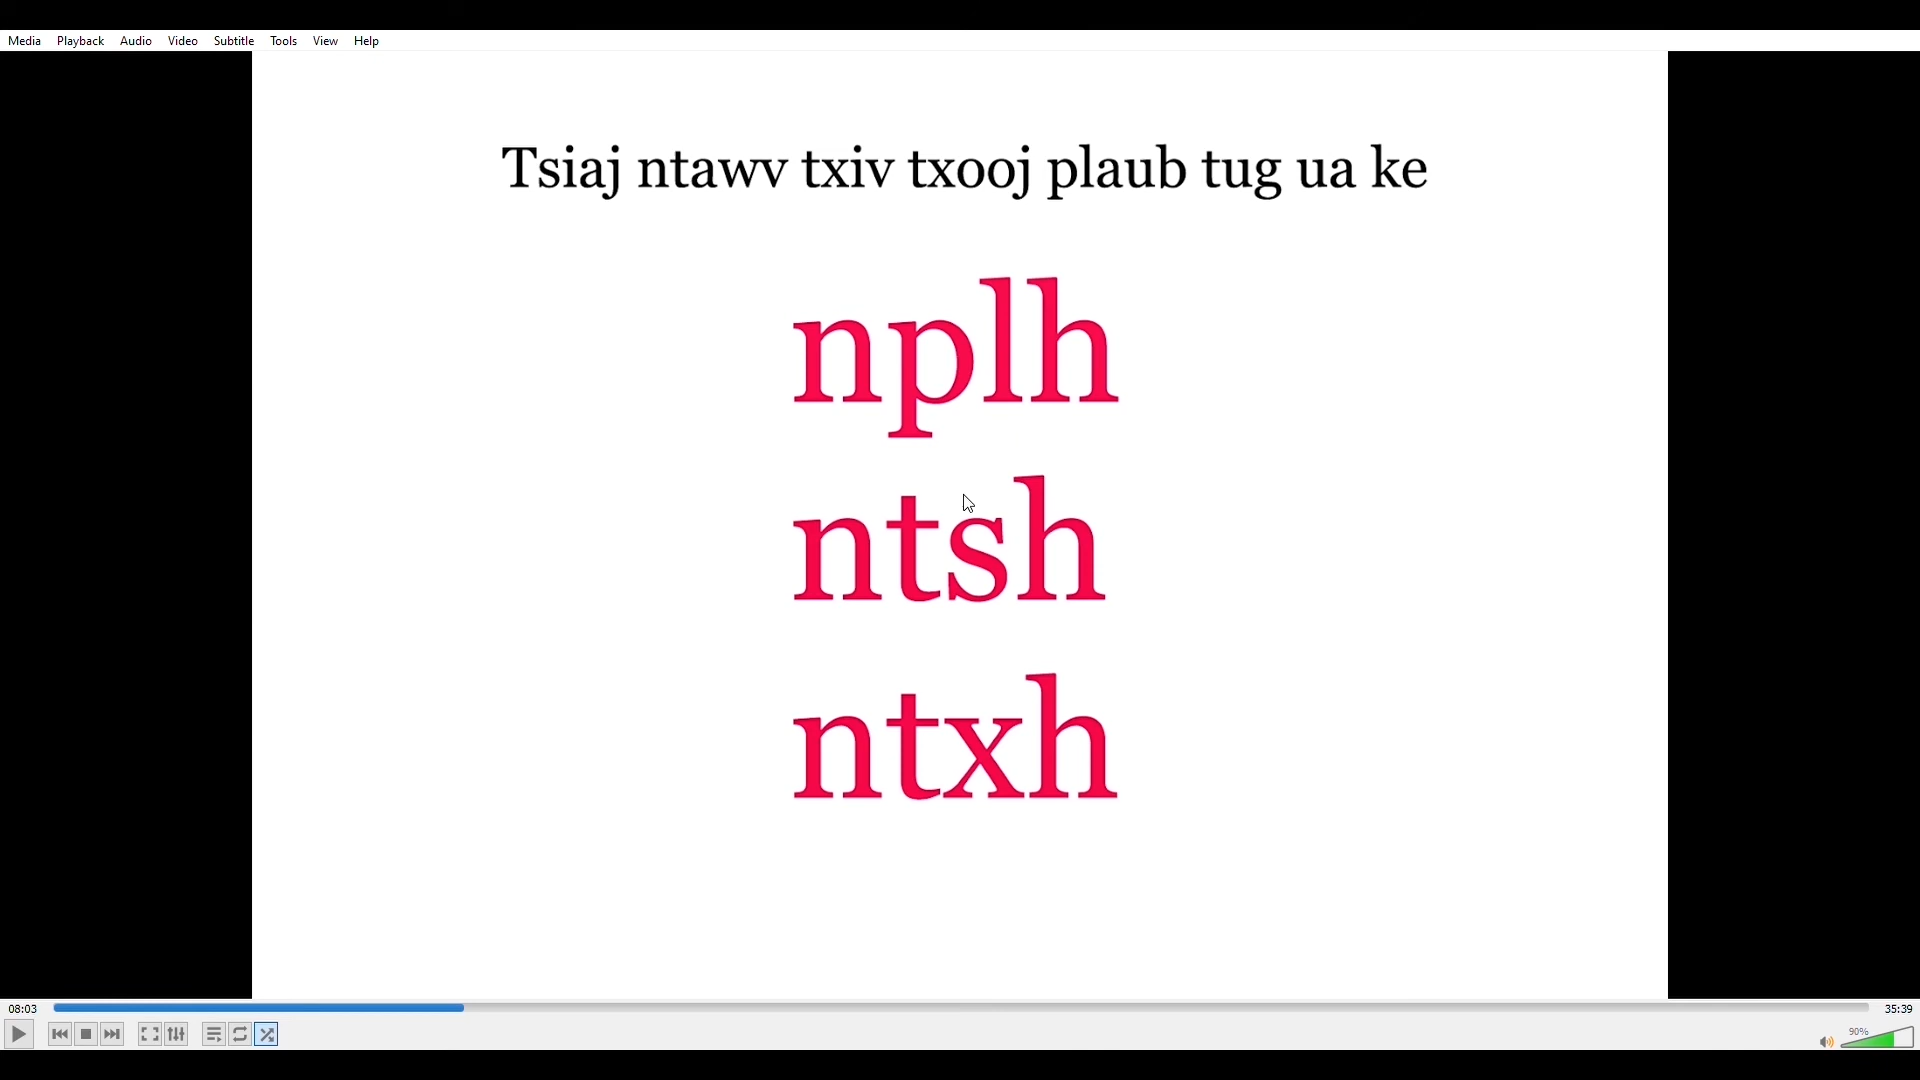 Media Playback Audio Video Subtitle Tools View Help
Tsiaj ntawv txiv txooj plaub tug ua ke
nplh
ntsh
ntxh
08:03 35:39
90%